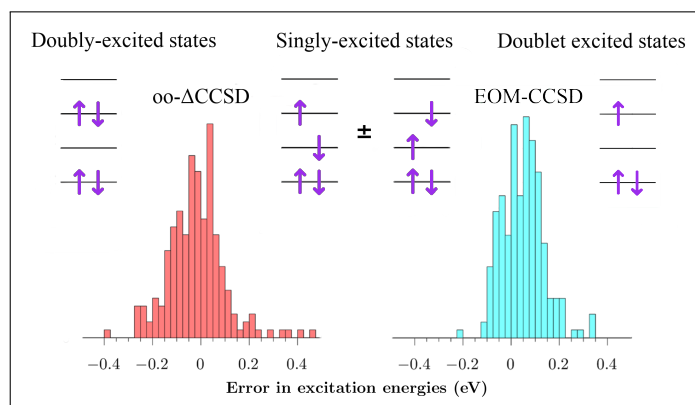 Doubly-excited states Singly-excited states Doublet excited states
oo-ΔCCSD EOM-CCSD
±
−0.4 −0.2 0 0.2 0.4 −0.4 −0.2 0 0.2 0.4
Error in excitation energies (eV)